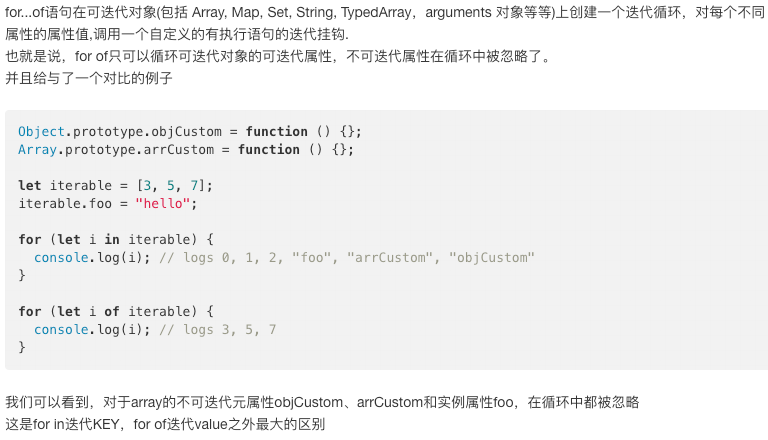 for...of语句在可迭代对象(包括 Array, Map, Set, String, TypedArray，arguments 对象等等)上创建一个迭代循环，对每个不同
属性的属性值,调用一个自定义的有执行语句的迭代挂钩.
也就是说，for of只可以循环可迭代对象的可迭代属性，不可迭代属性在循环中被忽略了。
并且给与了一个对比的例子
Object.prototype.objCustom = function () {};
Array.prototype.arrCustom = function () {};
let iterable = [3, 5, 7];
iterable.foo = "hello";
for (let i in iterable) {
  console.log(i); // logs 0, 1, 2, "foo", "arrCustom", "objCustom"
}
for (let i of iterable) {
  console.log(i); // logs 3, 5, 7
}
我们可以看到，对于array的不可迭代元属性objCustom、arrCustom和实例属性foo，在循环中都被忽略
这是for in迭代KEY，for of迭代value之外最大的区别